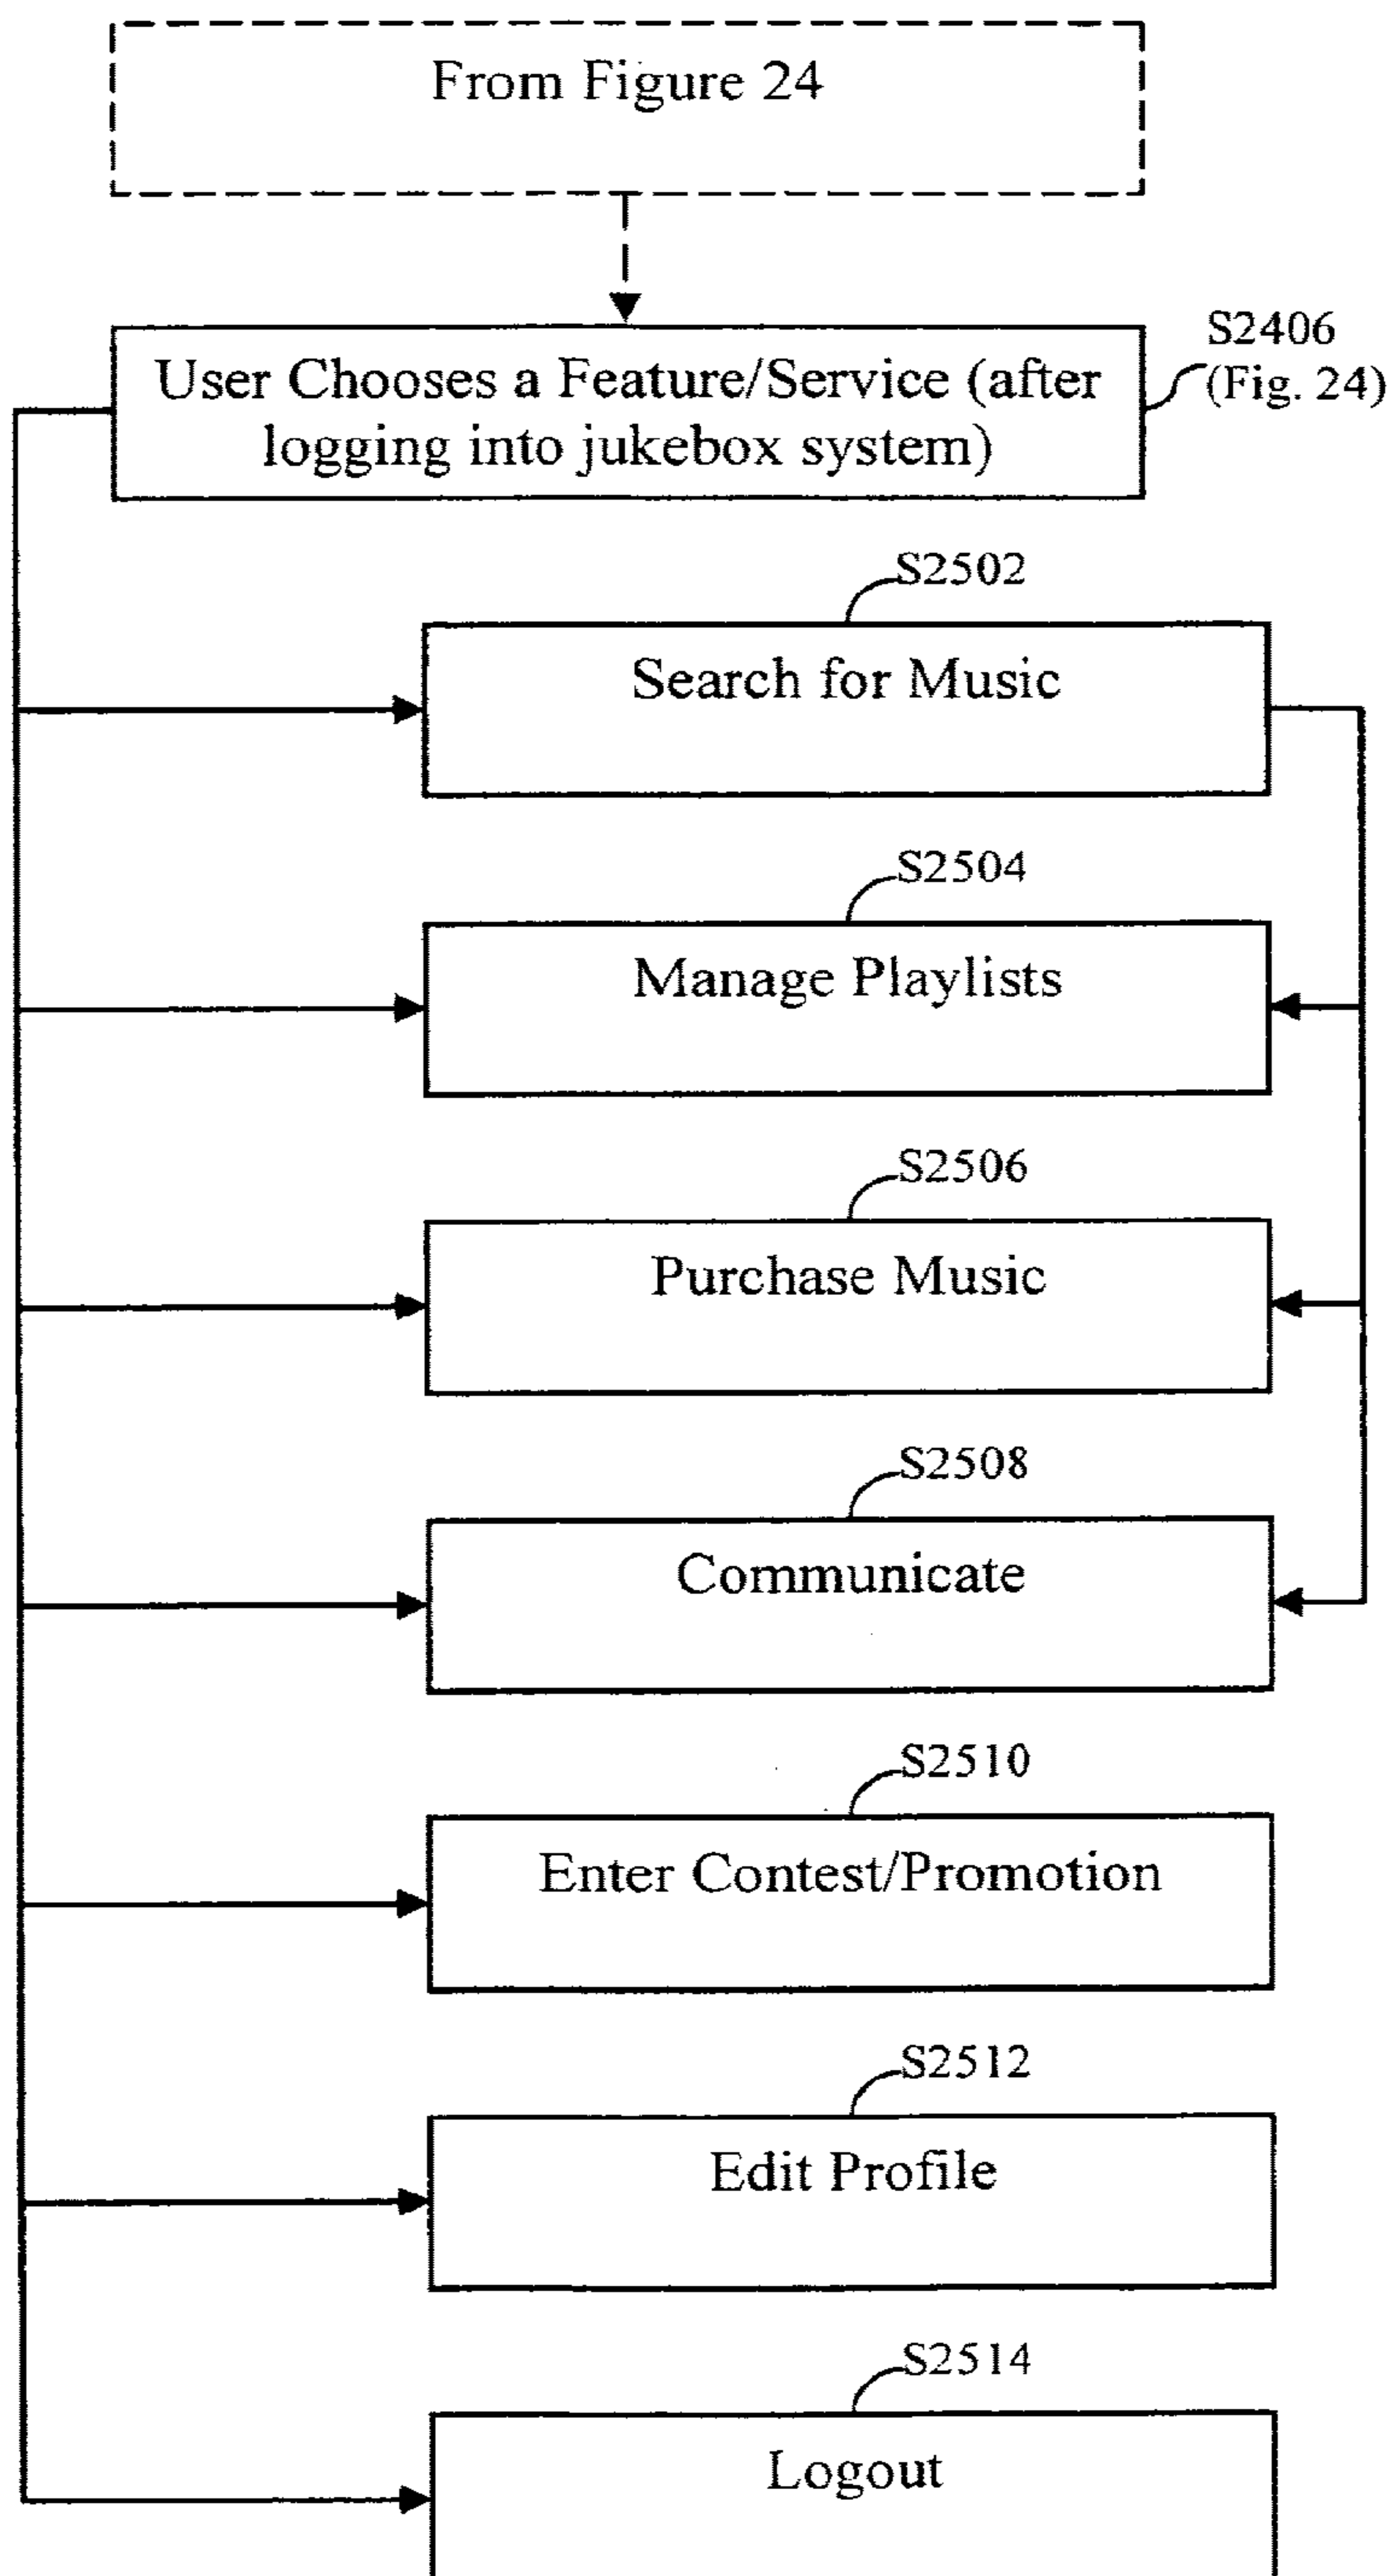 From Figure 24
User Chooses a Feature/Service (after
logging into jukebox system)
S2406
(Fig. 24)
S2502
Search for Music
S2504
Manage Playlists
S2506
Purchase Music
S2508
Communicate
S2510
Enter Contest/Promotion
S2512
Edit Profile
S2514
Logout